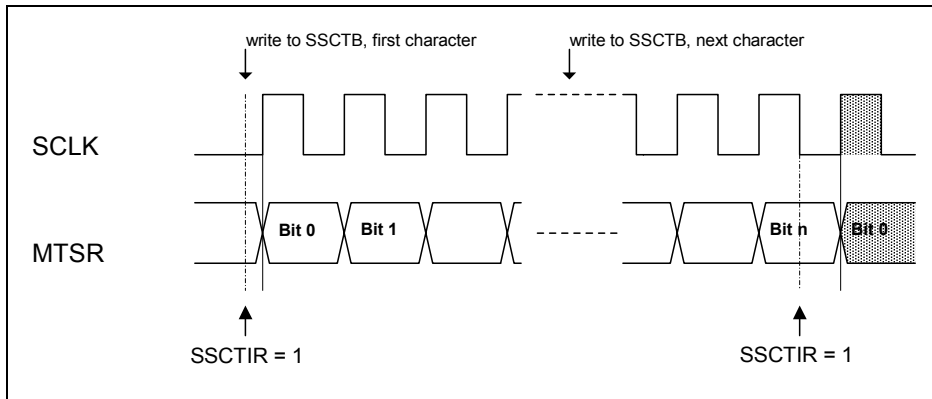 write to SSCTB, first character
write to SSCTB, next character
SCLK
Bit 0
Bit 1
Bit n
Bit 0
MTSR
SSCTIR = 1
SSCTIR = 1